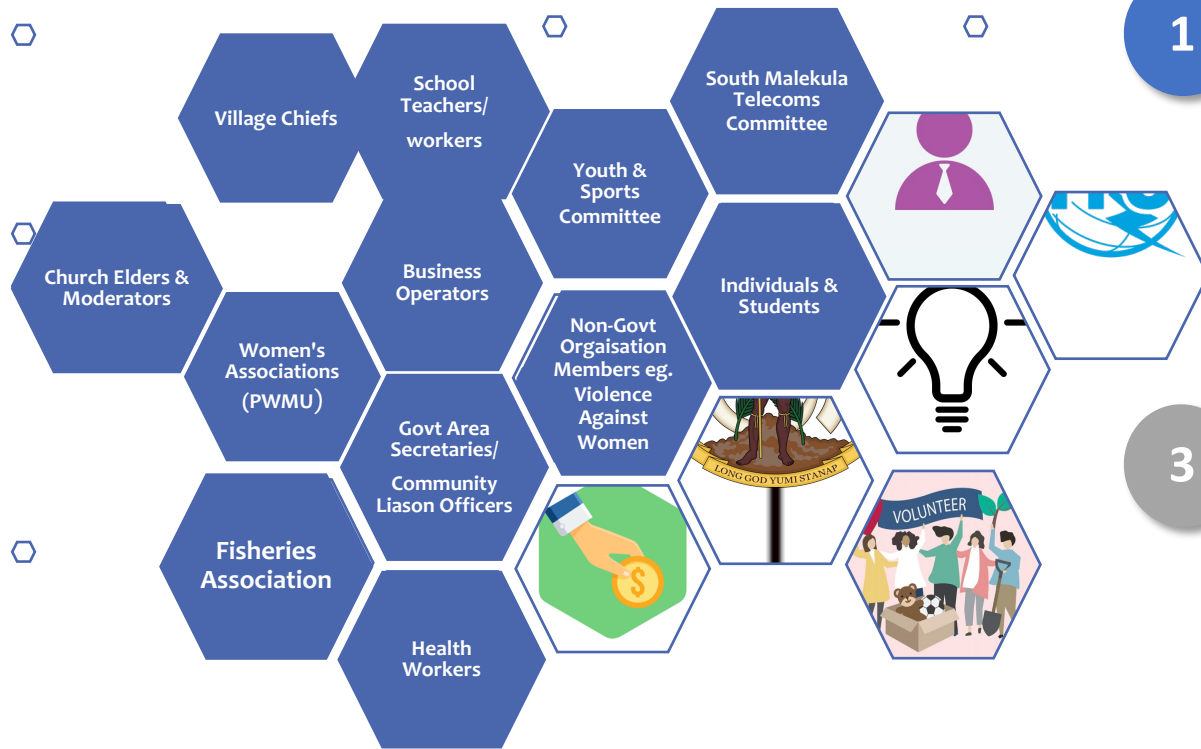 1
Village Chiefs
School
Teachers/
workers
South Malekula
Telecoms
Committee
Youth &
Sports
Committee
Church Elders &
Moderators
Business
Operators
Individuals &
Students
Women's
Associations
(PWMU)
Non-Govt
Orgaisation
Members eg.
Violence
Against
Women
Govt Area
Secretaries/
Community
Liason Officers
LONG GOD YUMI STANAP
3
VOLUNTEER
$
Fisheries
Association
Health
Workers